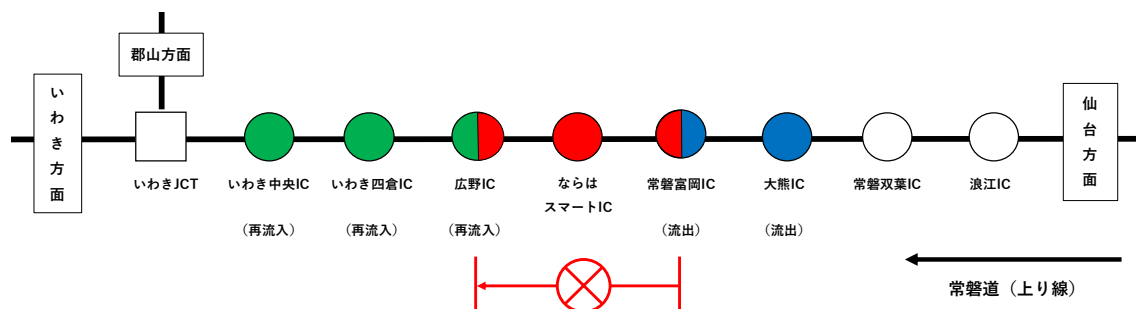 郡山方面
いわき方面
仙台方面
いわきJCT
いわき中央IC
いわき四倉IC
広野IC
ならは
スマートIC
常磐富岡IC
大熊IC
常磐双葉IC
浪江IC
(再流入)
(再流入)
(再流入)
(流出)
(流出)
常磐道(上り線)